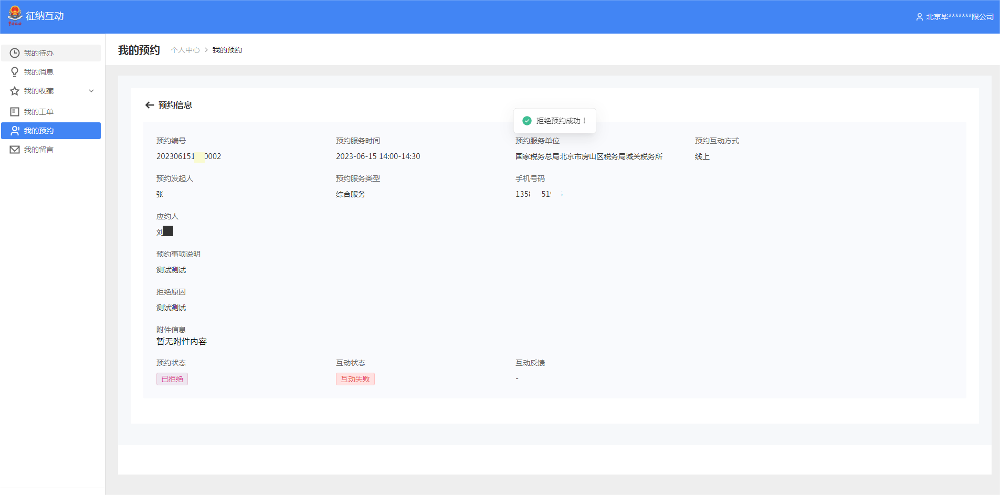 征纳互动
北京毕*******限公司
我的待办
我的消息
我的收藏
我的工单
我的预约
我的留言
我的预约 个人中心 > 我的预约
预约信息
拒绝预约成功！
预约编号 预约服务时间 预约服务单位 预约互动方式
202306151 0002 2023-06-15 14:00-14:30 国家税务总局北京市房山区税务局城关税务所 线上
预约发起人 预约服务类型 手机号码
张 综合服务 135 51
应约人
刘
预约事项说明
测试测试
拒绝原因
测试测试
附件信息
暂无附件内容
预约状态 互动状态 互动反馈
已拒绝 互动失败 -